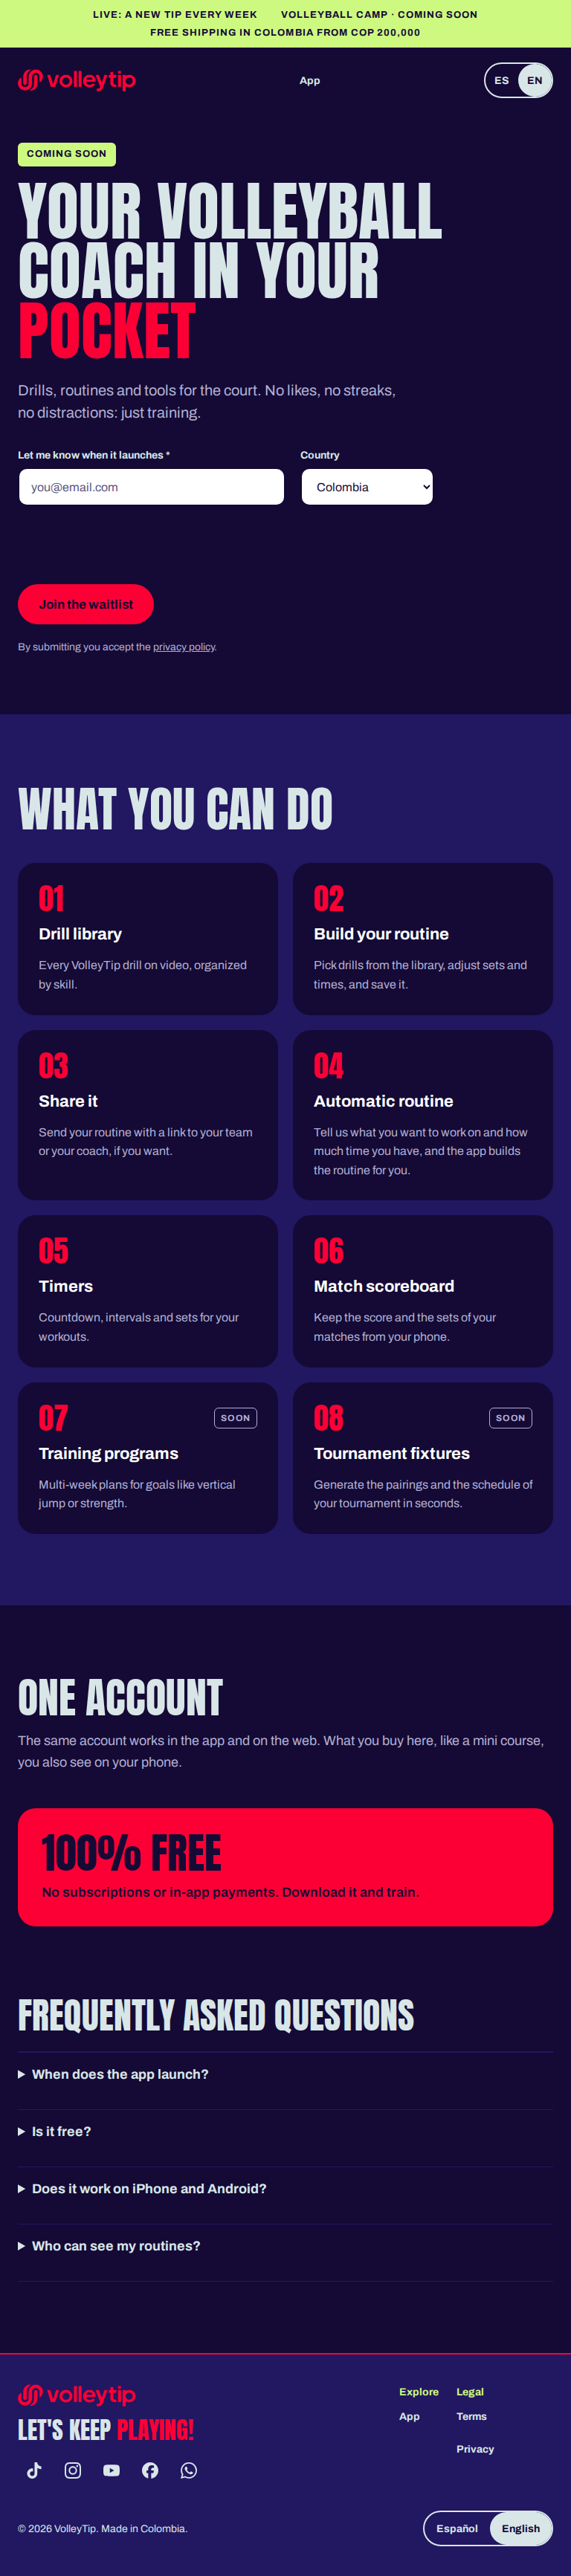 LIVE: A NEW TIP EVERY WEEK VOLLEYBALL CAMP · COMING SOON
FREE SHIPPING IN COLOMBIA FROM COP 200,000
volleytip
App
ES EN
COMING SOON
YOUR VOLLEYBALL
COACH IN YOUR
POCKET
Drills, routines and tools for the court. No likes, no streaks,
no distractions: just training.
Let me know when it launches * Country
you@email.com Colombia
Join the waitlist
By submitting you accept the privacy policy.
WHAT YOU CAN DO
01
Drill library
Every VolleyTip drill on video, organized
by skill.
02
Build your routine
Pick drills from the library, adjust sets and
times, and save it.
03
Share it
Send your routine with a link to your team
or your coach, if you want.
04
Automatic routine
Tell us what you want to work on and how
much time you have, and the app builds
the routine for you.
05
Timers
Countdown, intervals and sets for your
workouts.
06
Match scoreboard
Keep the score and the sets of your
matches from your phone.
07 SOON
Training programs
Multi-week plans for goals like vertical
jump or strength.
08 SOON
Tournament fixtures
Generate the pairings and the schedule of
your tournament in seconds.
ONE ACCOUNT
The same account works in the app and on the web. What you buy here, like a mini course,
you also see on your phone.
100% FREE
No subscriptions or in-app payments. Download it and train.
FREQUENTLY ASKED QUESTIONS
When does the app launch?
Is it free?
Does it work on iPhone and Android?
Who can see my routines?
volleytip
LET'S KEEP PLAYING!
Explore
App
Legal
Terms
Privacy
© 2026 VolleyTip. Made in Colombia.
Español English